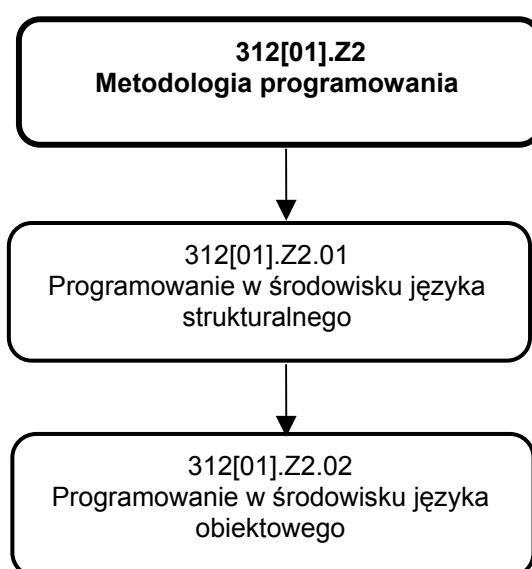 312[01].Z2
Metodologia programowania
312[01].Z2.01
Programowanie w środowisku języka
strukturalnego
312[01].Z2.02
Programowanie w środowisku języka
obiektowego